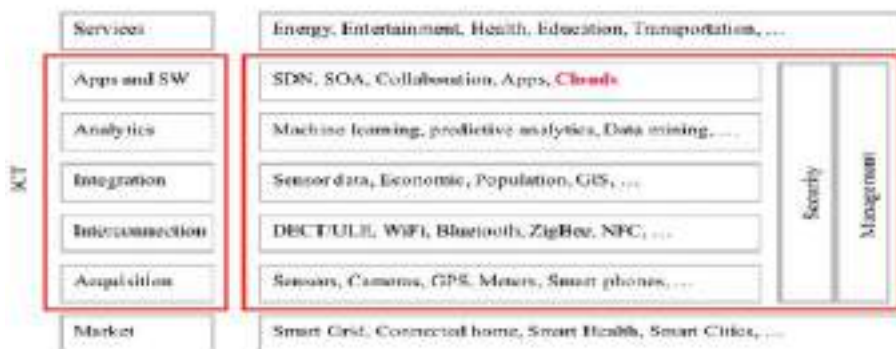 Services Energy, Entertainment, Health, Education, Transportation, ...
Apps and SW SDN, SOA, Collaboration, Apps, Clouds
Analytics Machine learning, predictive analytics, Data mining, ...
Integration Sensor data, Economic, Population, GIS, ...
Interconnection DECT/ULE, WiFi, Bluetooth, ZigBee, NFC, ...
Acquisition Sensors, Cameras, GPS, Meters, Smart phones, ...
Market Smart Grid, Connected home, Smart Health, Smart Cities, ...
ICT
Security
Management